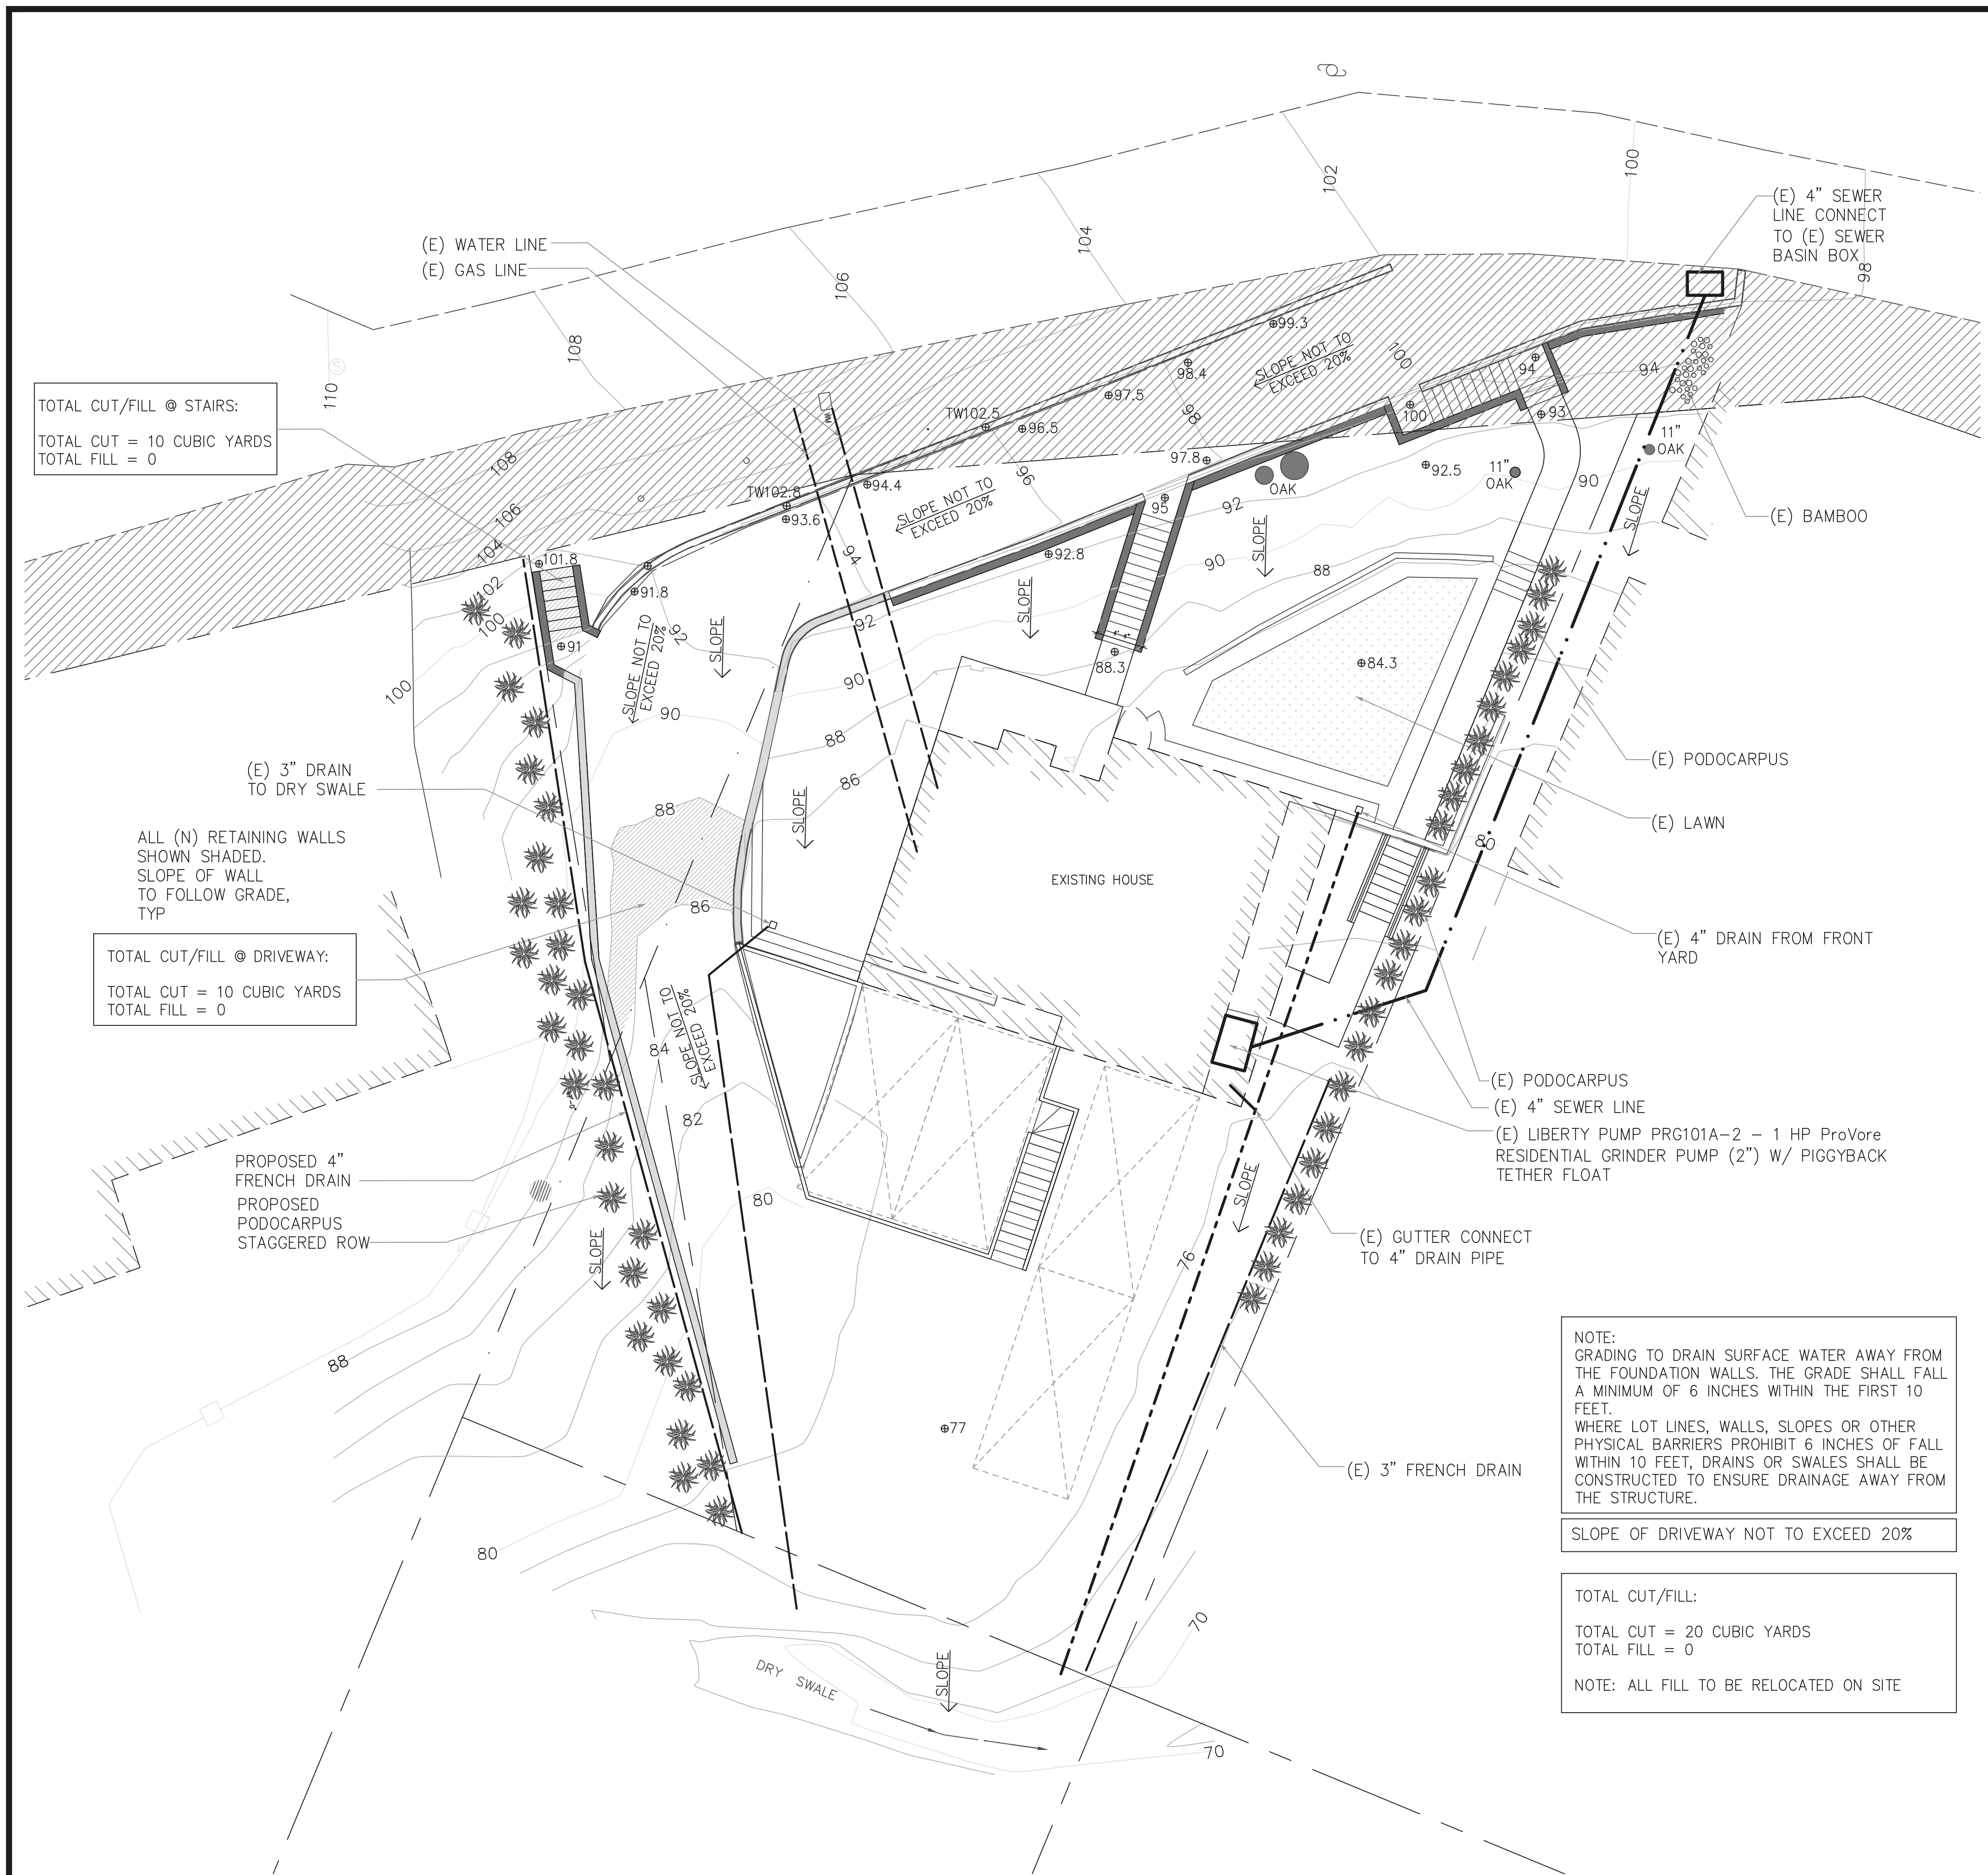 100
102
104
106
108
110
98
(E) 4” SEWER
LINE CONNECT
TO (E) SEWER
BASIN BOX
(E) WATER LINE
(E) GAS LINE
TOTAL CUT/FILL @ STAIRS:
TOTAL CUT = 10 CUBIC YARDS
TOTAL FILL = 0
S
WM
99.3
98.4
97.5
TW102.5
96.5
SLOPE NOT TO
EXCEED 20%
100
98
94
94
100
93
11”
OAK
97.8
OAK
92.5
11”
OAK
90
108
106
104
102
100
100
TW102.8
94.4
93.6
SLOPE NOT TO
EXCEED 20%
96
95
92
SLOPE
(E) BAMBOO
101.8
91.8
91
94
92.8
90
88
SLOPE
SLOPE
SLOPE NOT TO
EXCEED 20%
92
SLOPE
92
90
88.3
84.3
90
88
86
SLOPE
(E) PODOCARPUS
(E) 3” DRAIN
TO DRY SWALE
88
(E) LAWN
80
ALL (N) RETAINING WALLS
SHOWN SHADED.
SLOPE OF WALL
TO FOLLOW GRADE,
TYP
EXISTING HOUSE
86
(E) 4” DRAIN FROM FRONT
YARD
TOTAL CUT/FILL @ DRIVEWAY:
TOTAL CUT = 10 CUBIC YARDS
TOTAL FILL = 0
SLOPE NOT TO
EXCEED 20%
84
82
(E) PODOCARPUS
(E) 4” SEWER LINE
(E) LIBERTY PUMP PRG101A-2 – 1 HP ProVore
RESIDENTIAL GRINDER PUMP (2”) W/ PIGGYBACK
TETHER FLOAT
PROPOSED 4”
FRENCH DRAIN
PROPOSED
PODOCARPUS
STAGGERED ROW
80
SLOPE
76
SLOPE
(E) GUTTER CONNECT
TO 4” DRAIN PIPE
88
77
(E) 3” FRENCH DRAIN
NOTE:
GRADING TO DRAIN SURFACE WATER AWAY FROM
THE FOUNDATION WALLS. THE GRADE SHALL FALL
A MINIMUM OF 6 INCHES WITHIN THE FIRST 10
FEET.
WHERE LOT LINES, WALLS, SLOPES OR OTHER
PHYSICAL BARRIERS PROHIBIT 6 INCHES OF FALL
WITHIN 10 FEET, DRAINS OR SWALES SHALL BE
CONSTRUCTED TO ENSURE DRAINAGE AWAY FROM
THE STRUCTURE.
SLOPE OF DRIVEWAY NOT TO EXCEED 20%
80
TOTAL CUT/FILL:
TOTAL CUT = 20 CUBIC YARDS
TOTAL FILL = 0
NOTE: ALL FILL TO BE RELOCATED ON SITE
70
DRY SWALE
SLOPE
70